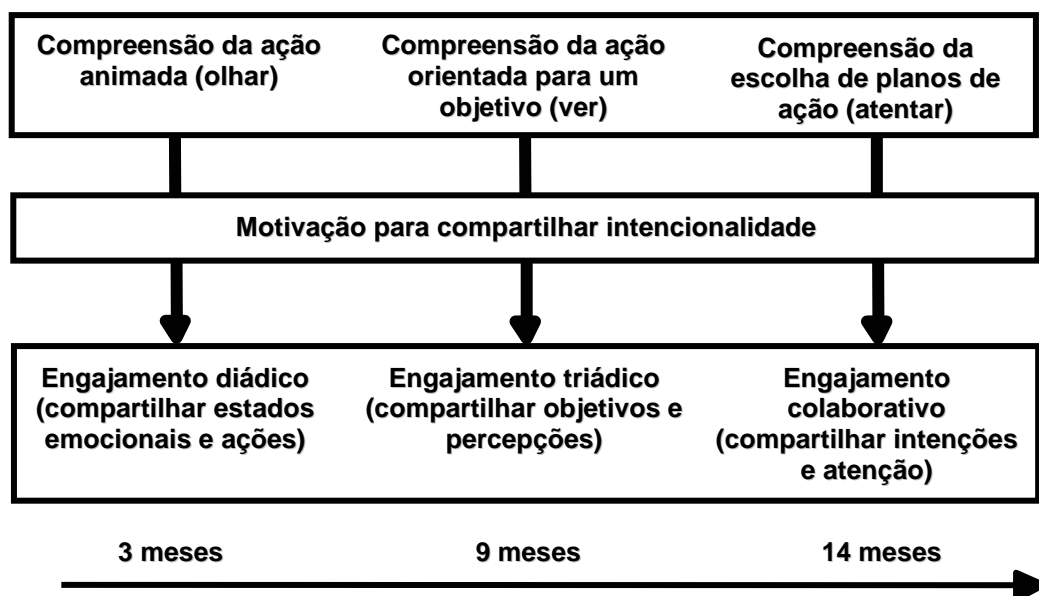 Compreensão da ação
animada (olhar)
Compreensão da ação
orientada para um
objetivo (ver)
Compreensão da
escolha de planos de
ação (atentar)
Motivação para compartilhar intencionalidade
Engajamento diádico
(compartilhar estados
emocionais e ações)
Engajamento triádico
(compartilhar objetivos e
percepções)
Engajamento
colaborativo
(compartilhar intenções
e atenção)
3 meses
9 meses
14 meses